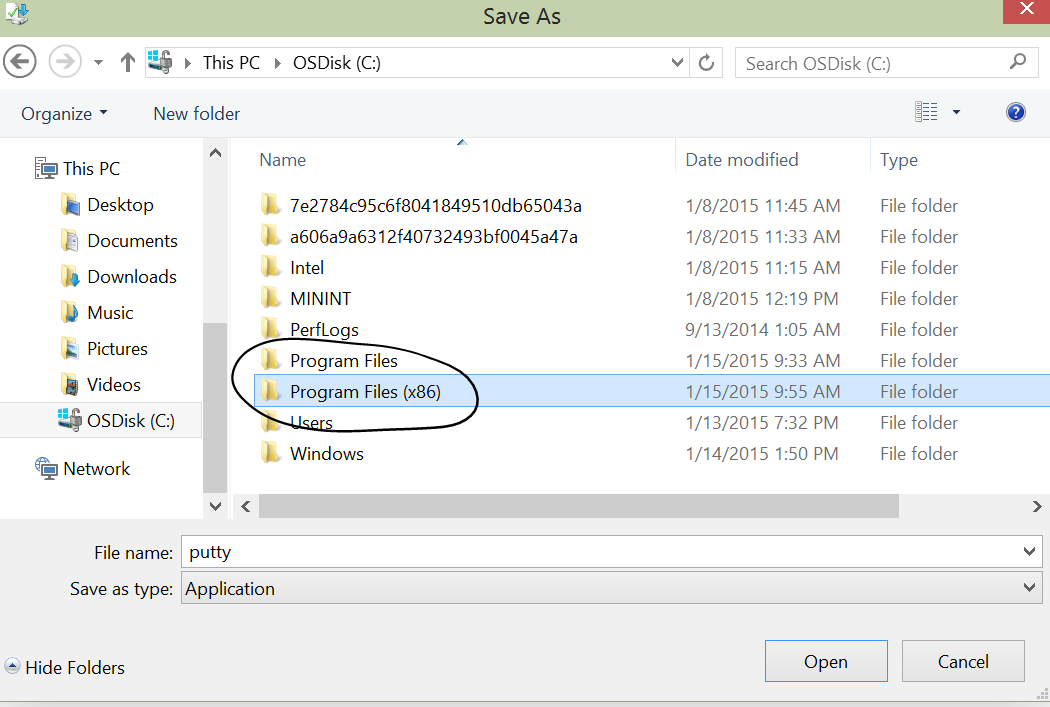 Save As
This PC OSDisk (C:) Search OSDisk (C:)
Organize New folder
Name Date modified Type
This PC
Desktop
Documents
Downloads
Music
Pictures
Videos
OSDisk (C:)
Network
7e2784c95c6f8041849510db65043a 1/8/2015 11:45 AM File folder
a606a9a6312f40732493bf0045a47a 1/8/2015 11:33 AM File folder
Intel 1/8/2015 11:15 AM File folder
MININT 1/8/2015 12:19 PM File folder
PerfLogs 9/13/2014 1:05 AM File folder
Program Files 1/15/2015 9:33 AM File folder
Program Files (x86) 1/15/2015 9:55 AM File folder
Users 1/13/2015 7:32 PM File folder
Windows 1/14/2015 1:50 PM File folder
File name: putty
Save as type: Application
Hide Folders Open Cancel